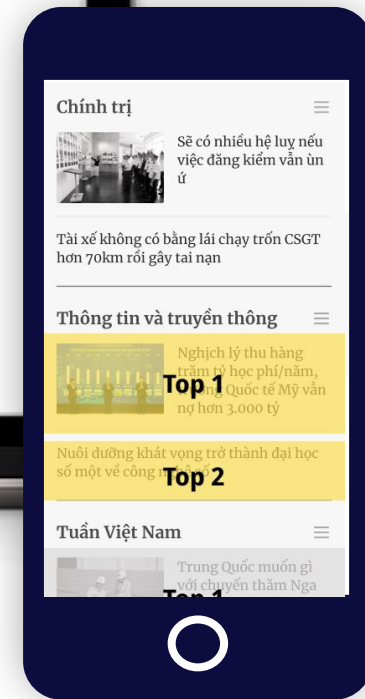 Chính trị
Sẽ có nhiều hệ luỵ nếu
việc đăng kiểm vẫn ùn
ứ
Tài xế không có bằng lái chạy trốn CSGT
hơn 70km rồi gây tai nạn
Thông tin và truyền thông
Nghịch lý thu hàng
trăm tỷ học phí/năm,
Quốc tế Mỹ vẫn
nợ hơn 3.000 tỷ
Top 1
Nuôi dưỡng khát vọng trở thành đại học
số một về công nghệ số
Top 2
Tuần Việt Nam
Trung Quốc muốn gì
với chuyến thăm Nga
Top 1